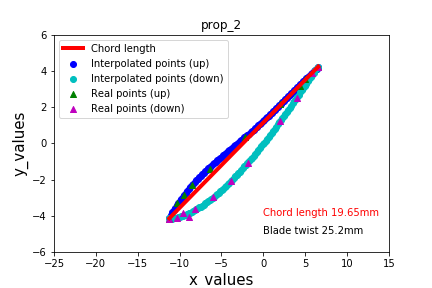 prop_2
Chord length
Interpolated points (up)
Interpolated points (down)
Real points (up)
Real points (down)
y_values
6
4
2
0
−2
−4
−6
Chord length 19.65mm
Blade twist 25.2mm
−25 −20 −15 −10 −5 0 5 10 15
x_values